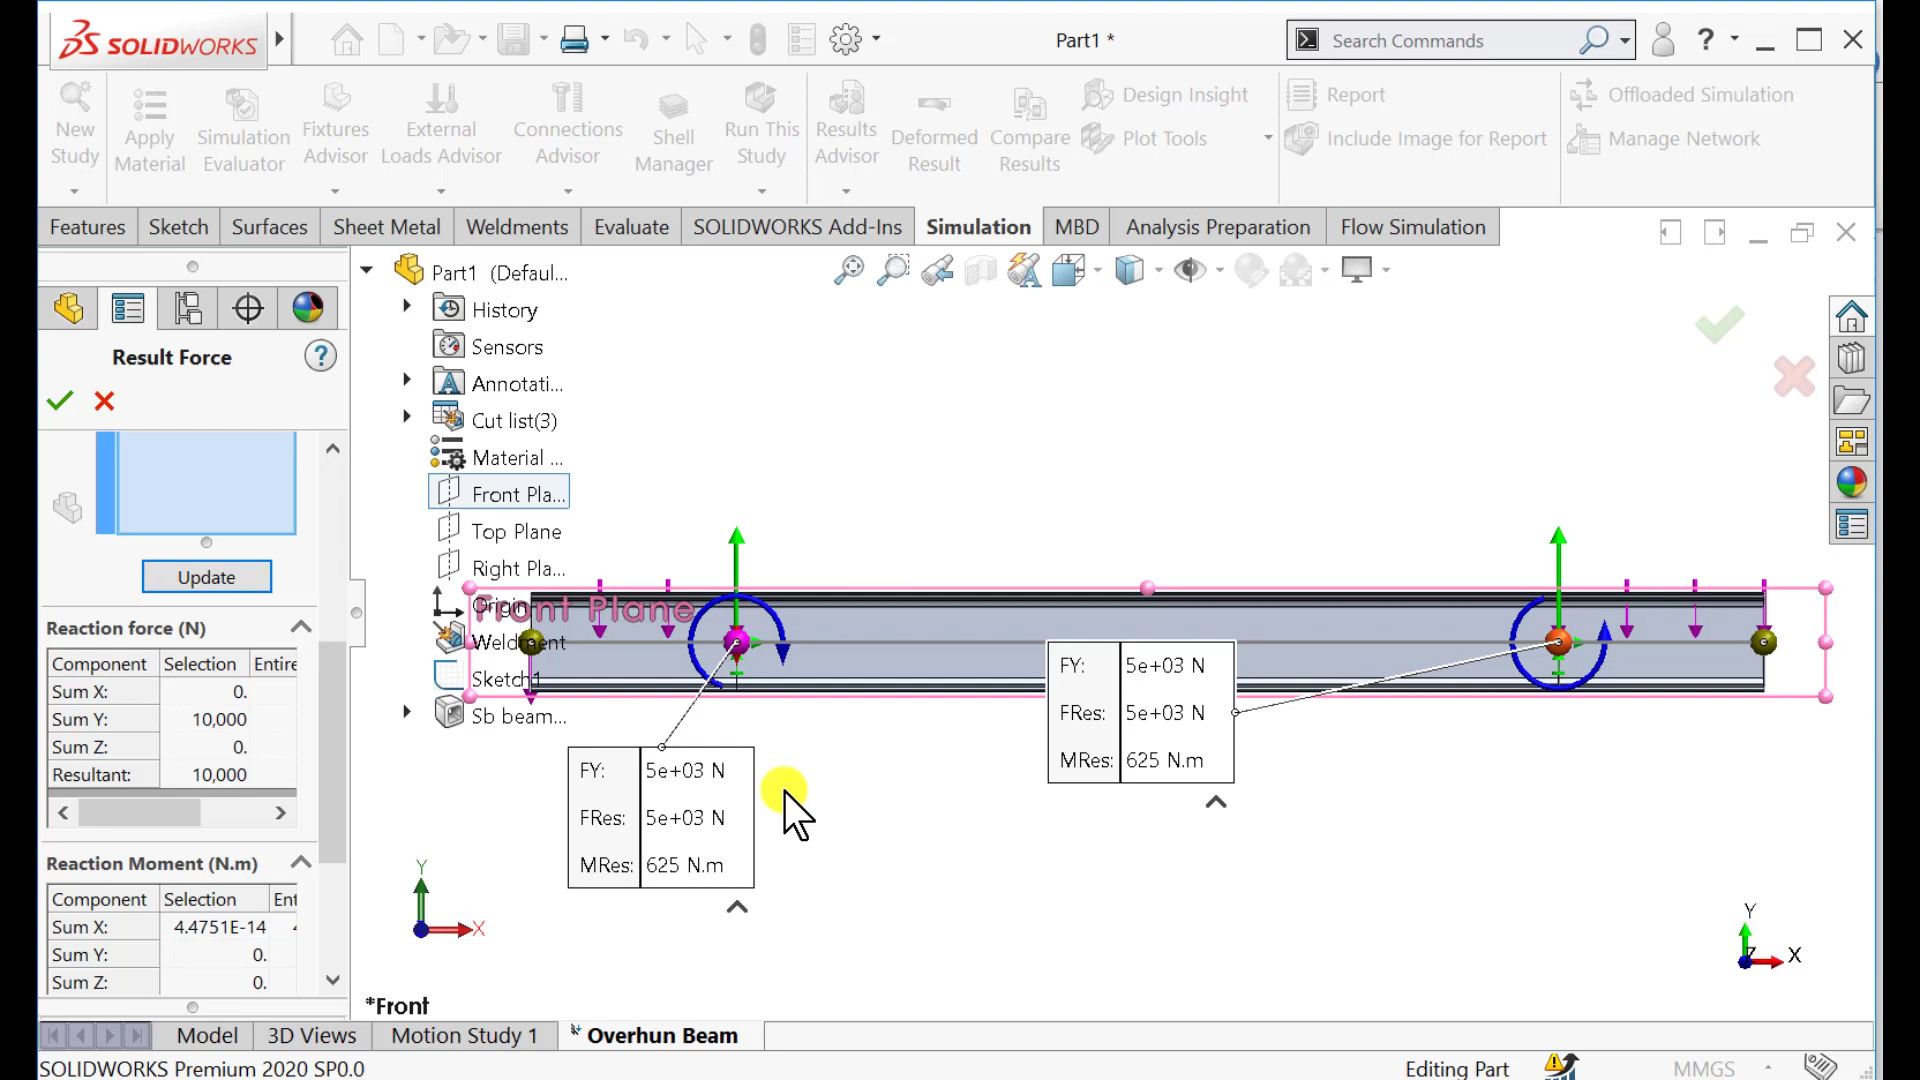 SOLIDWORKS
Part1 *
Search Commands
?
New Study
Apply Material
Simulation Evaluator
Fixtures Advisor
External Loads Advisor
Connections Advisor
Shell Manager
Run This Study
Results Advisor
Deformed Result
Compare Results
Design Insight
Plot Tools
Report
Include Image for Report
Offloaded Simulation
Manage Network
Features
Sketch
Surfaces
Sheet Metal
Weldments
Evaluate
SOLIDWORKS Add-Ins
Simulation
MBD
Analysis Preparation
Flow Simulation
Result Force
?
Update
Reaction force (N)
Component Selection Entire
Sum X: 0.
Sum Y: 10,000
Sum Z: 0.
Resultant: 10,000
Reaction Moment (N.m)
Component Selection Ent
Sum X: 4.4751E-14
Sum Y: 0.
Sum Z: 0.
Part1 (Defaul...
History
Sensors
Annotati...
Cut list(3)
Material ...
Front Pla...
Top Plane
Right Pla...
Origin
Weldment
Sketch1
Sb beam...
Front Plane
FY: 5e+03 N
FRes: 5e+03 N
MRes: 625 N.m
FY: 5e+03 N
FRes: 5e+03 N
MRes: 625 N.m
Y
X
Y
Z
X
*Front
Model
3D Views
Motion Study 1
Overhun Beam
SOLIDWORKS Premium 2020 SP0.0
Editing Part
MMGS